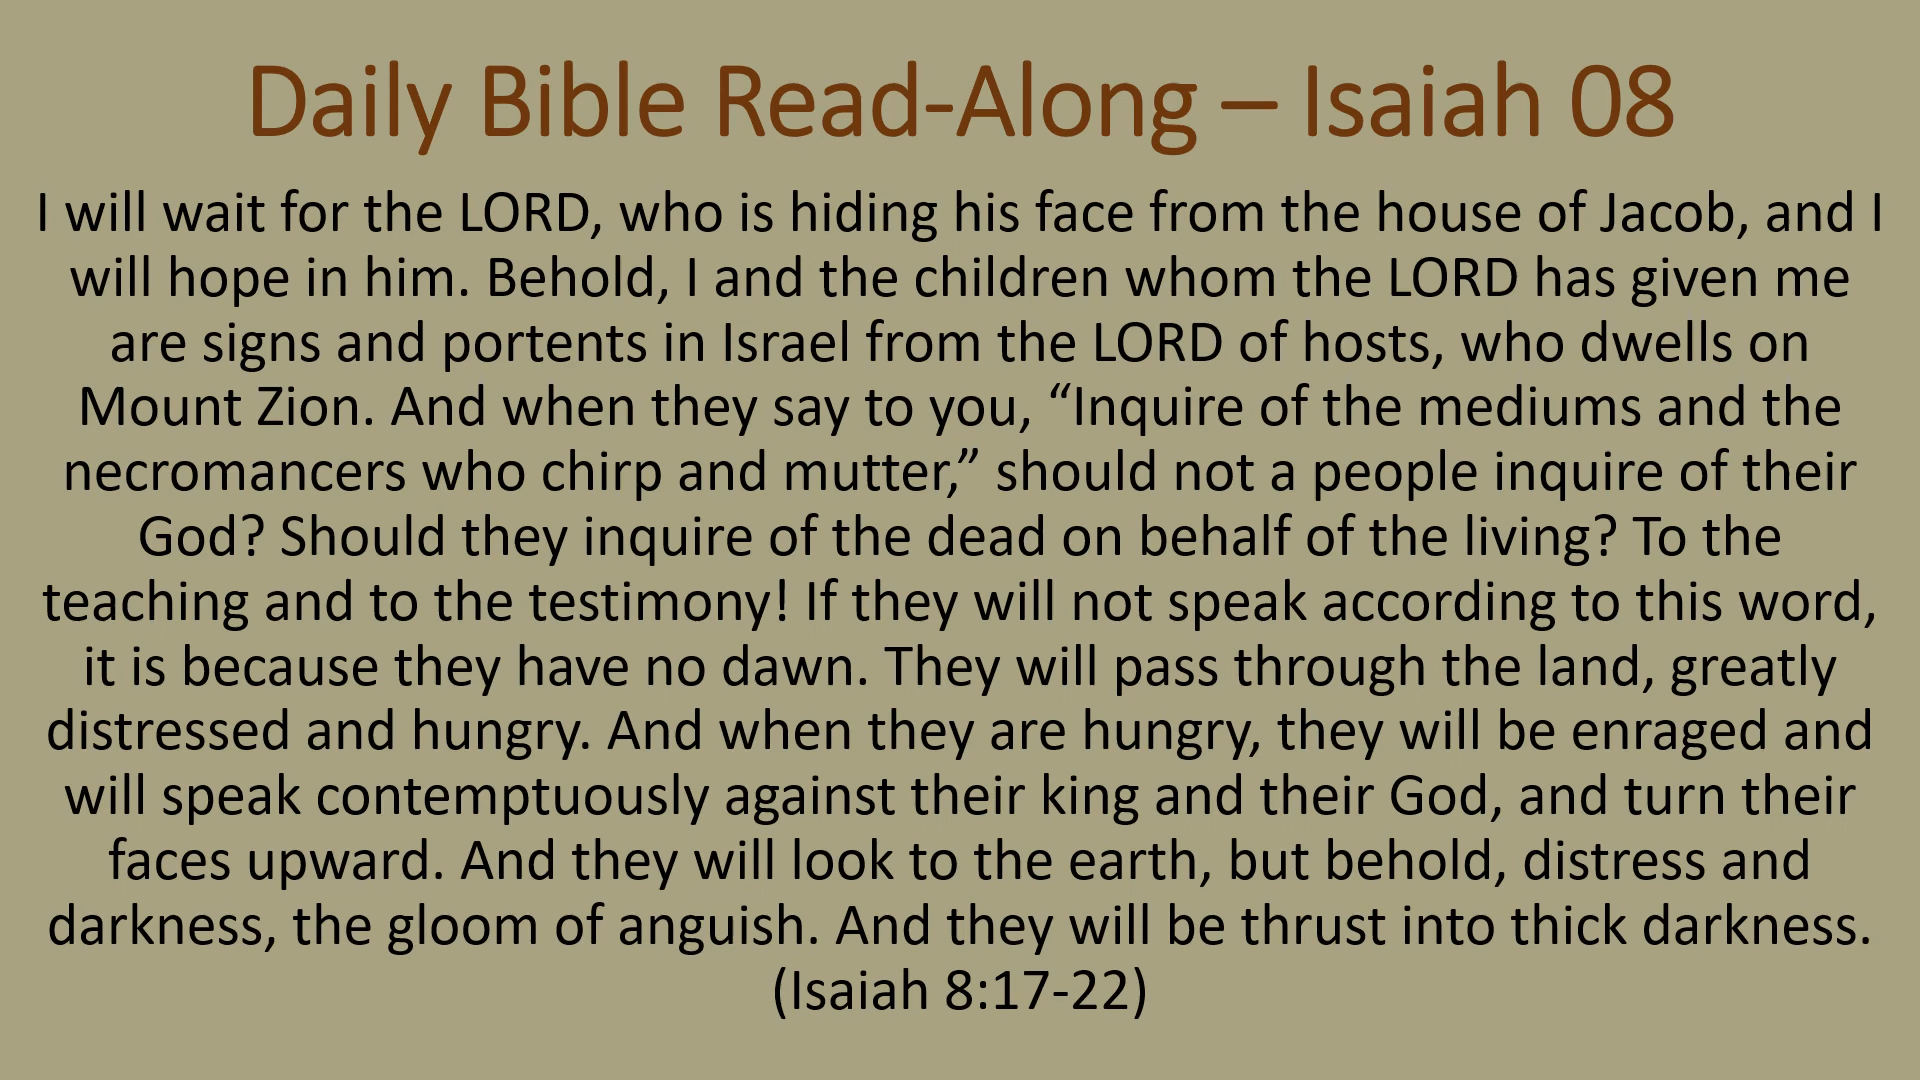 Daily Bible Read-Along – Isaiah 08
I will wait for the LORD, who is hiding his face from the house of Jacob, and I
will hope in him. Behold, I and the children whom the LORD has given me
are signs and portents in Israel from the LORD of hosts, who dwells on
Mount Zion. And when they say to you, “Inquire of the mediums and the
necromancers who chirp and mutter,” should not a people inquire of their
God? Should they inquire of the dead on behalf of the living? To the
teaching and to the testimony! If they will not speak according to this word,
it is because they have no dawn. They will pass through the land, greatly
distressed and hungry. And when they are hungry, they will be enraged and
will speak contemptuously against their king and their God, and turn their
faces upward. And they will look to the earth, but behold, distress and
darkness, the gloom of anguish. And they will be thrust into thick darkness.
(Isaiah 8:17-22)